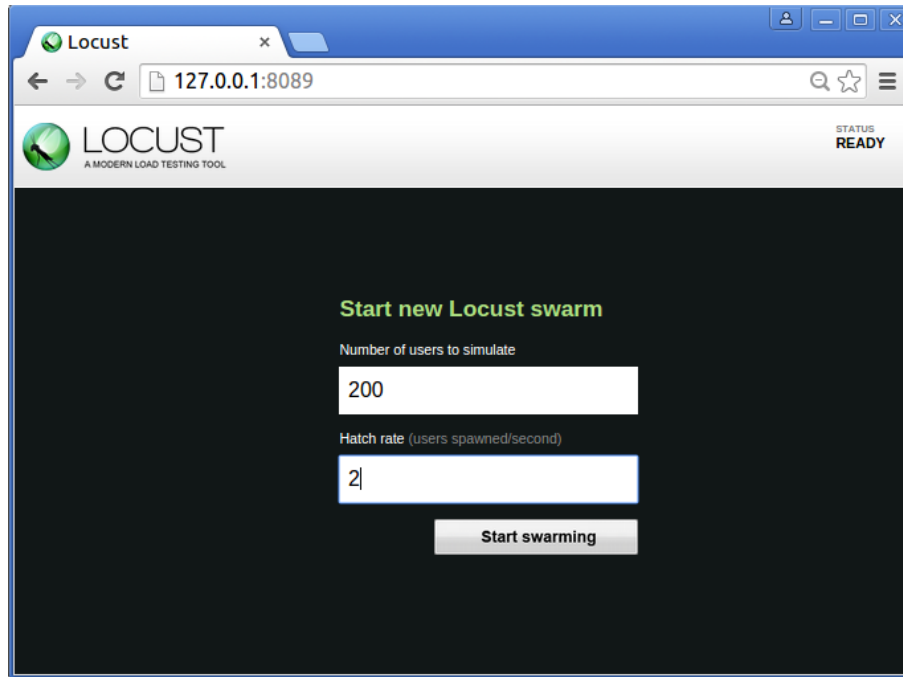 Locust
127.0.0.1:8089
LOCUST
A MODERN LOAD TESTING TOOL
STATUS
READY
Start new Locust swarm
Number of users to simulate
200
Hatch rate (users spawned/second)
2
Start swarming